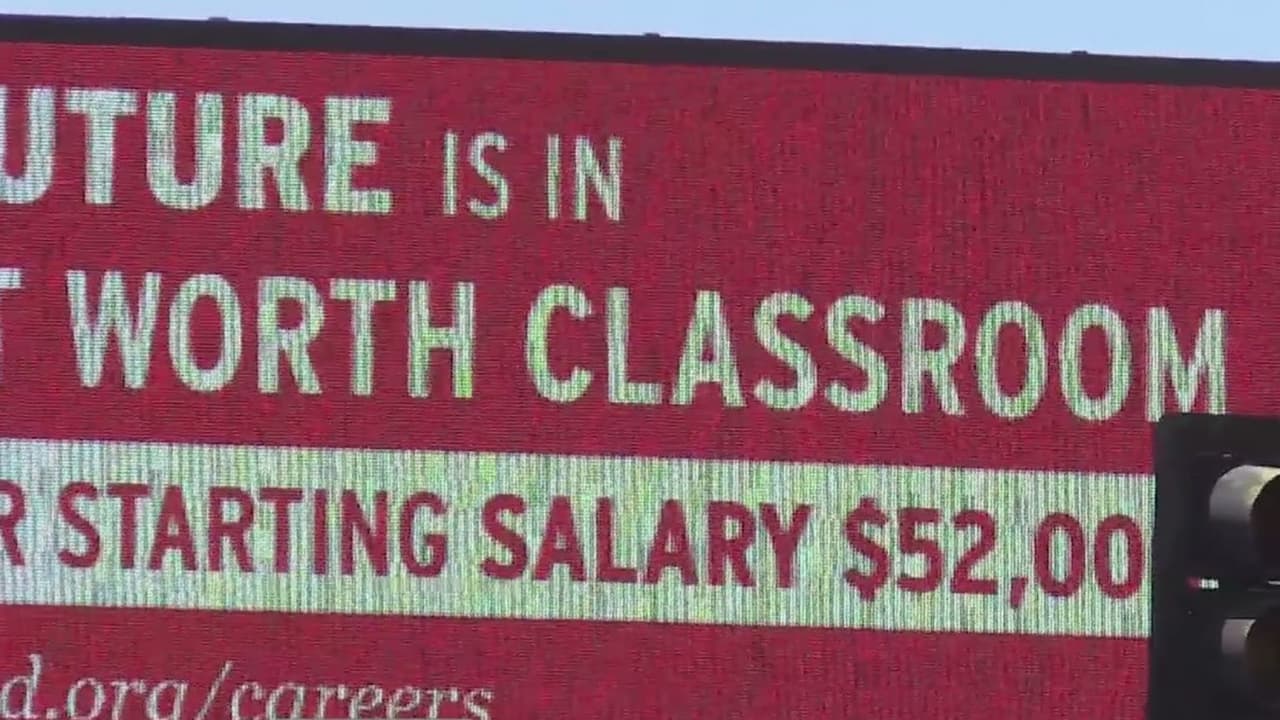 UTURE IS IN
T WORTH CLASSROOM
R STARTING SALARY $52,00
d.org/careers